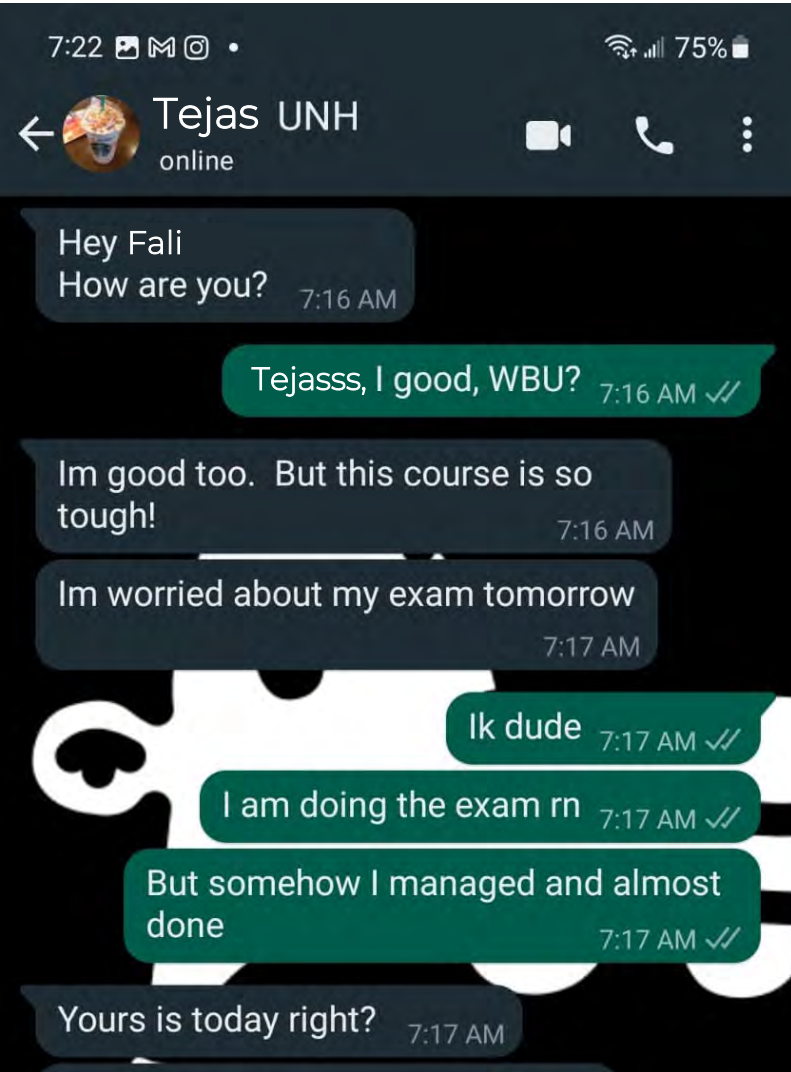 7:22 75%
Tejas UNH
online
Hey Fali
How are you? 7:16 AM
Tejasss, I good, WBU? 7:16 AM
Im good too. But this course is so
tough! 7:16 AM
Im worried about my exam tomorrow
7:17 AM
Ik dude 7:17 AM
I am doing the exam rn 7:17 AM
But somehow I managed and almost
done 7:17 AM
Yours is today right? 7:17 AM